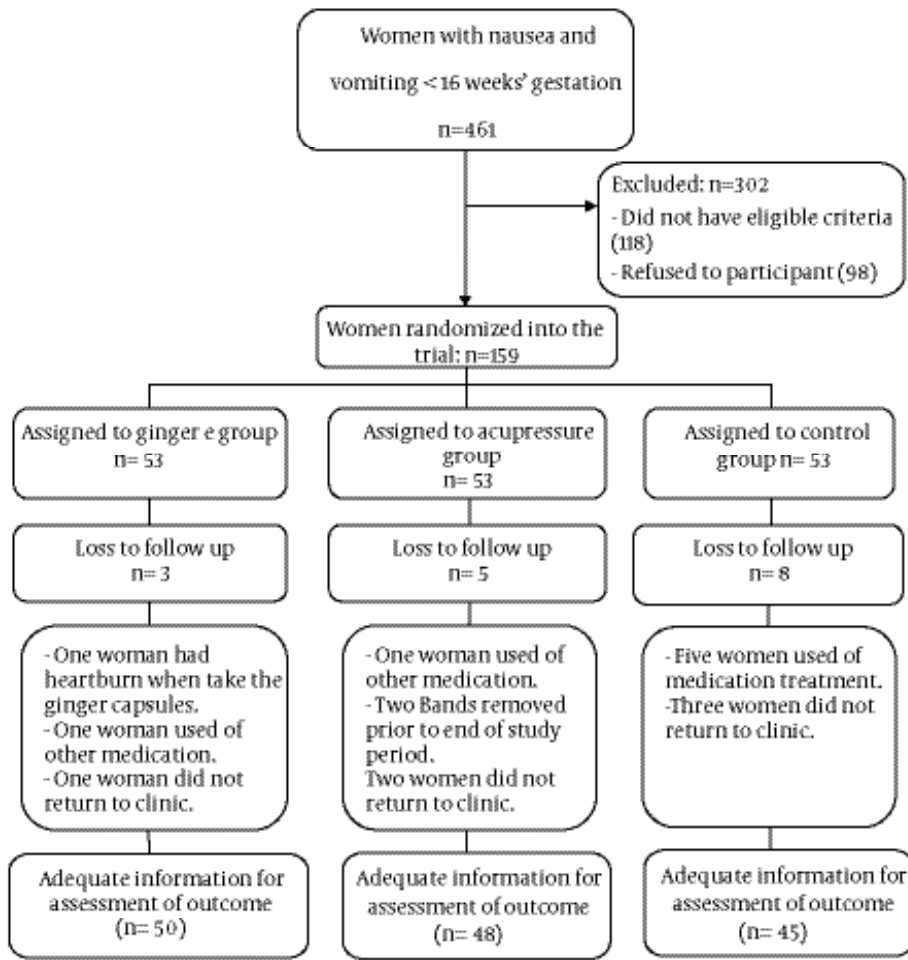 Women with nausea and
vomiting <16 weeks' gestation
n=461
Excluded: n=302
- Did not have eligible criteria
(118)
- Refused to participant (98)
Women randomized into the
trial: n=159
Assigned to ginger e group
n= 53
Assigned to acupressure
group
n= 53
Assigned to control
group n= 53
Loss to follow up
n= 3
Loss to follow up
n= 5
Loss to follow up
n= 8
- One woman had
heartburn when take the
ginger capsules.
- One woman used of
other medication.
- One woman did not
return to clinic.
- One woman used of
other medication.
- Two Bands removed
prior to end of study
period.
Two women did not
return to clinic.
- Five women used of
medication treatment.
-Three women did not
return to clinic.
Adequate information for
assessment of outcome
(n= 50)
Adequate information for
assessment of outcome
(n= 48)
Adequate information for
assessment of outcome
(n= 45)